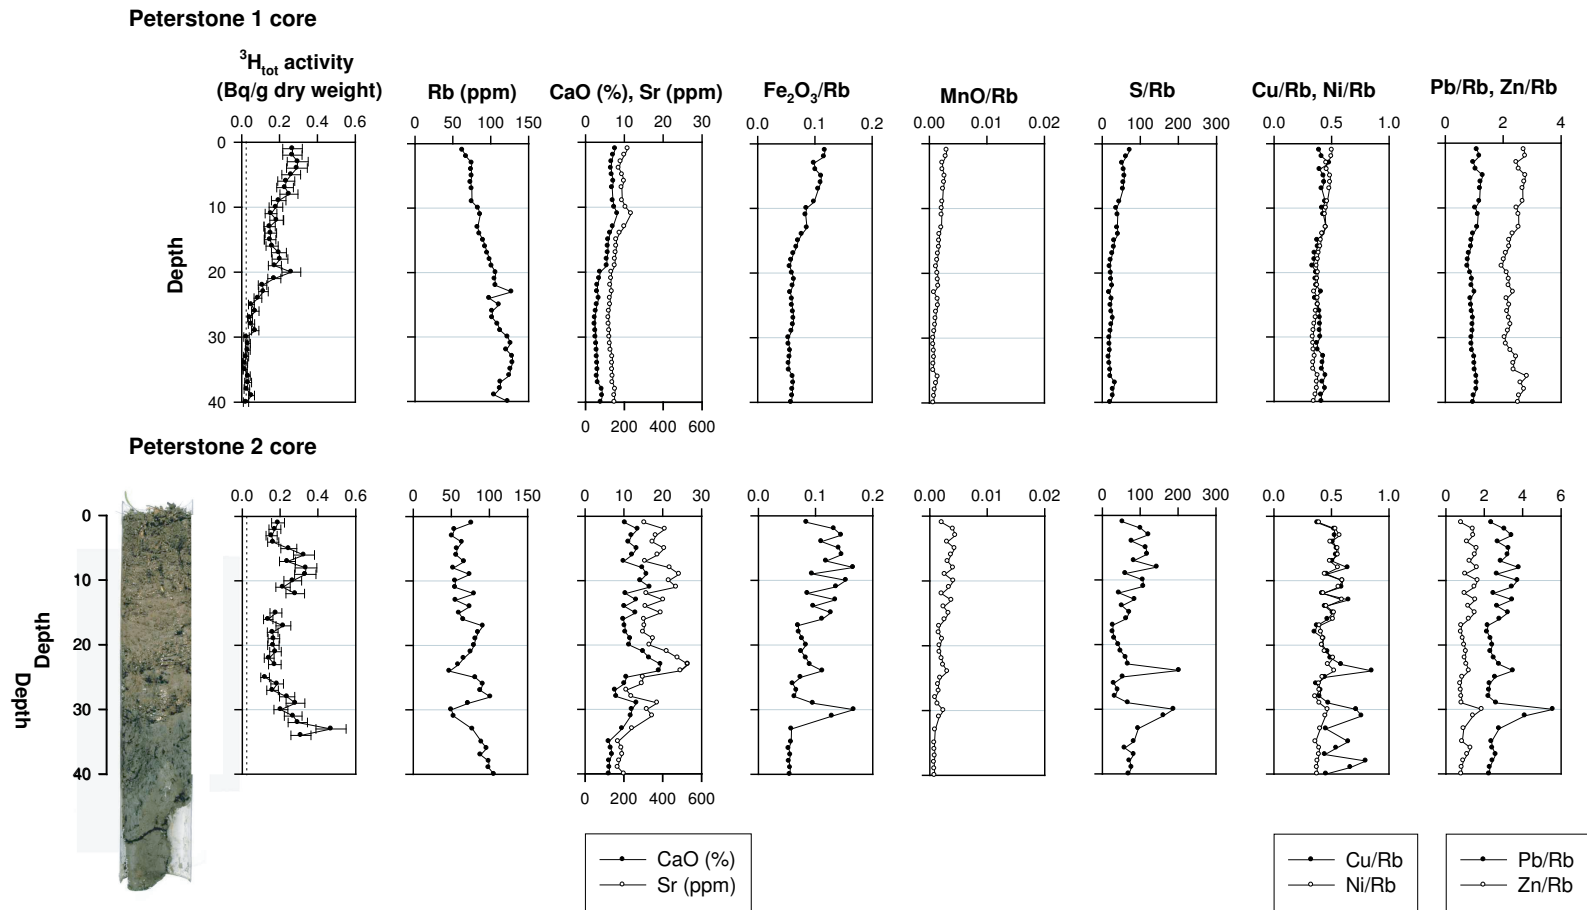 Peterstone 1 core
³Htot activity
(Bq/g dry weight)
Rb (ppm)
CaO (%), Sr (ppm)
Fe₂O₃/Rb
MnO/Rb
S/Rb
Cu/Rb, Ni/Rb
Pb/Rb, Zn/Rb
0.0 0.2 0.4 0.6
0 50 100 150
0 10 20 30
0.0 0.1 0.2
0.00 0.01 0.02
0 100 200 300
0.0 0.5 1.0
0 2 4
Depth
0
10
20
30
40
0 200 400 600
Peterstone 2 core
0.0 0.2 0.4 0.6
0 50 100 150
0 10 20 30
0.0 0.1 0.2
0.00 0.01 0.02
0 100 200 300
0.0 0.5 1.0
0 2 4 6
Depth
Depth
0
10
20
30
40
0 200 400 600
CaO (%)
Sr (ppm)
Cu/Rb
Ni/Rb
Pb/Rb
Zn/Rb